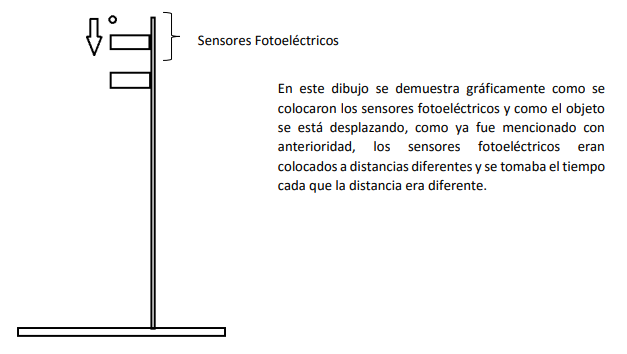 Sensores Fotoeléctricos
En este dibujo se demuestra gráficamente como se
colocaron los sensores fotoeléctricos y como el objeto
se está desplazando, como ya fue mencionado con
anterioridad, los sensores fotoeléctricos eran
colocados a distancias diferentes y se tomaba el tiempo
cada que la distancia era diferente.